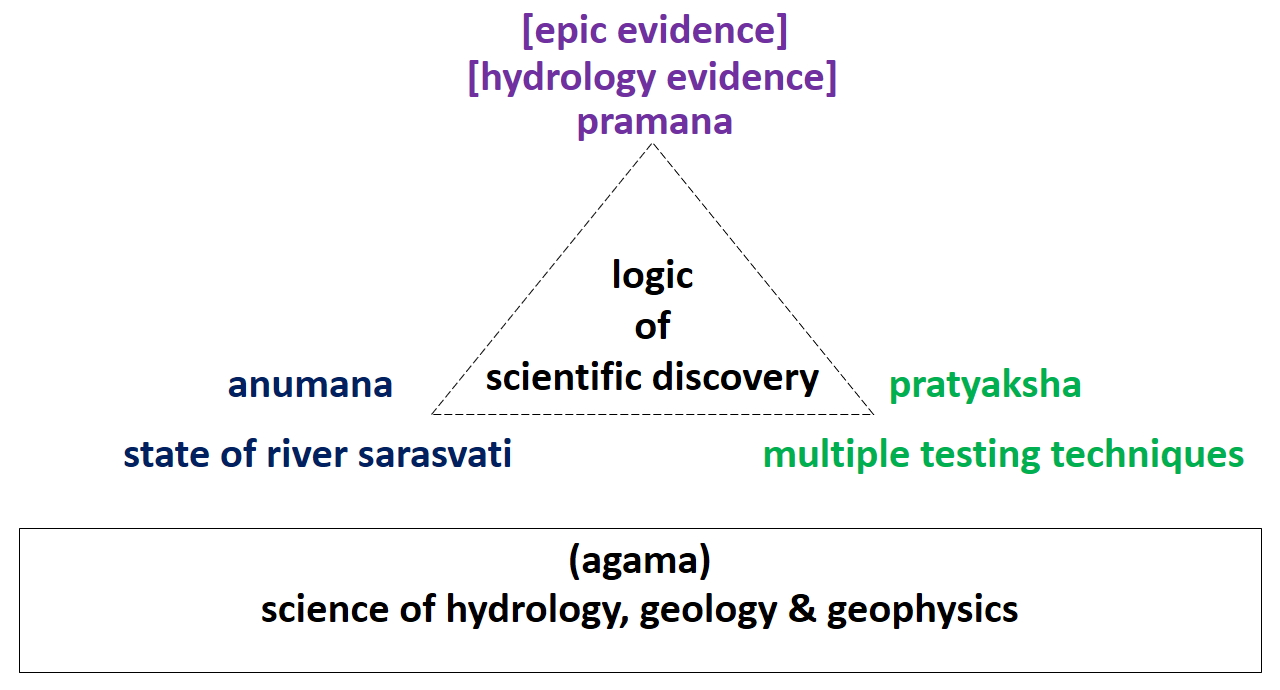 [epic evidence]
[hydrology evidence]
pramana
logic
of
scientific discovery
anumana
pratyaksha
state of river sarasvati
multiple testing techniques
(agama)
science of hydrology, geology & geophysics